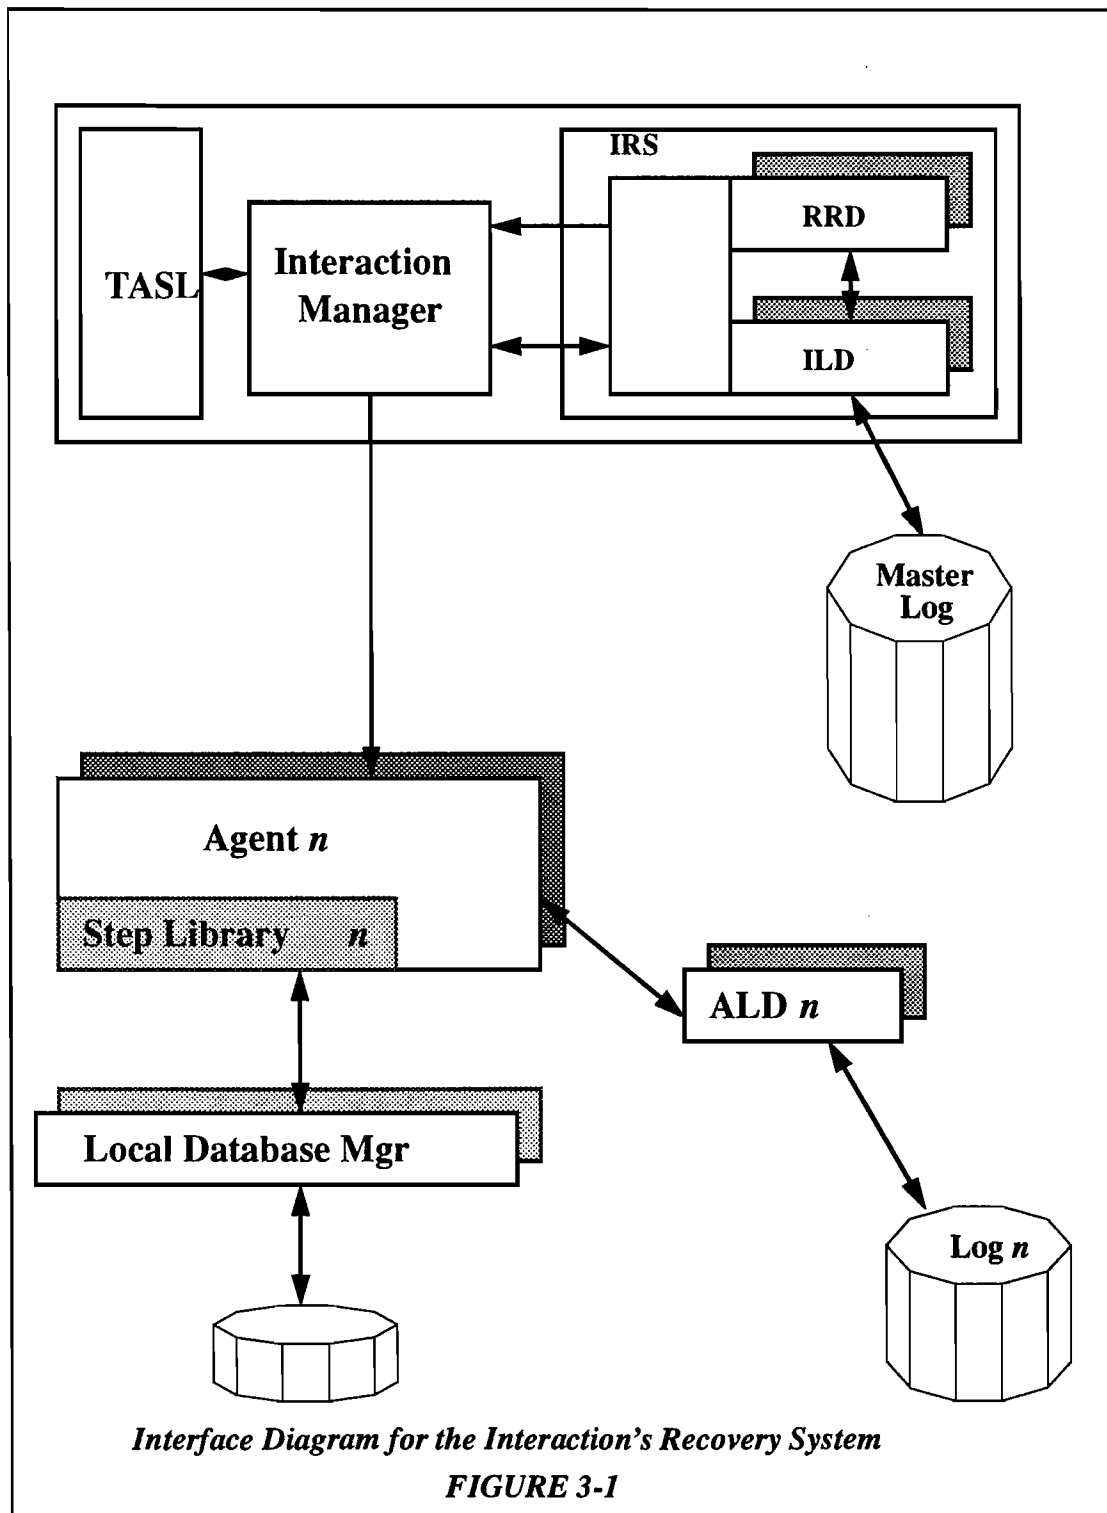 IRS
RRD
TASL
Interaction
Manager
ILD
Master
Log
Agent n
Step Library n
ALD n
Local Database Mgr
Log n
Interface Diagram for the Interaction's Recovery System
FIGURE 3-1